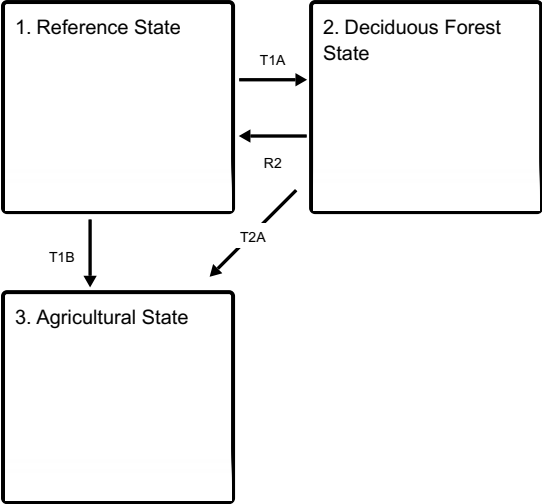 1. Reference State
2. Deciduous Forest
State
T1A
R2
T1B
T2A
3. Agricultural State